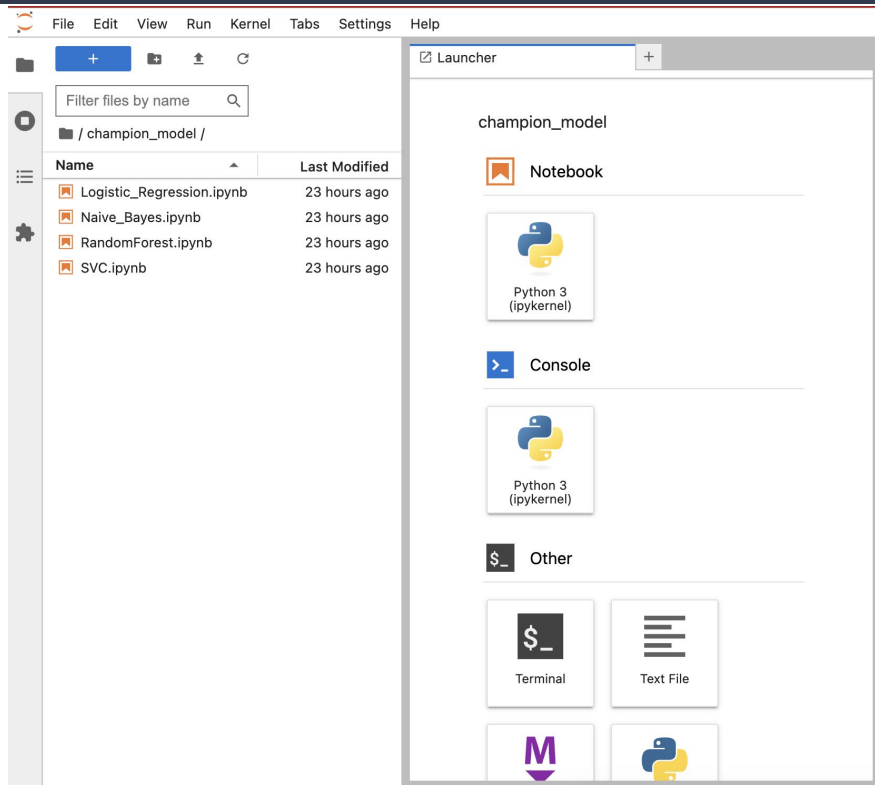 File Edit View Run Kernel Tabs Settings Help
+
Launcher
+
Filter files by name
/ champion_model /
Name
Last Modified
Logistic_Regression.ipynb 23 hours ago
Naive_Bayes.ipynb 23 hours ago
RandomForest.ipynb 23 hours ago
SVC.ipynb 23 hours ago
champion_model
Notebook
Python 3
(ipykernel)
>_ Console
Python 3
(ipykernel)
$_ Other
$_
Terminal
Text File
M